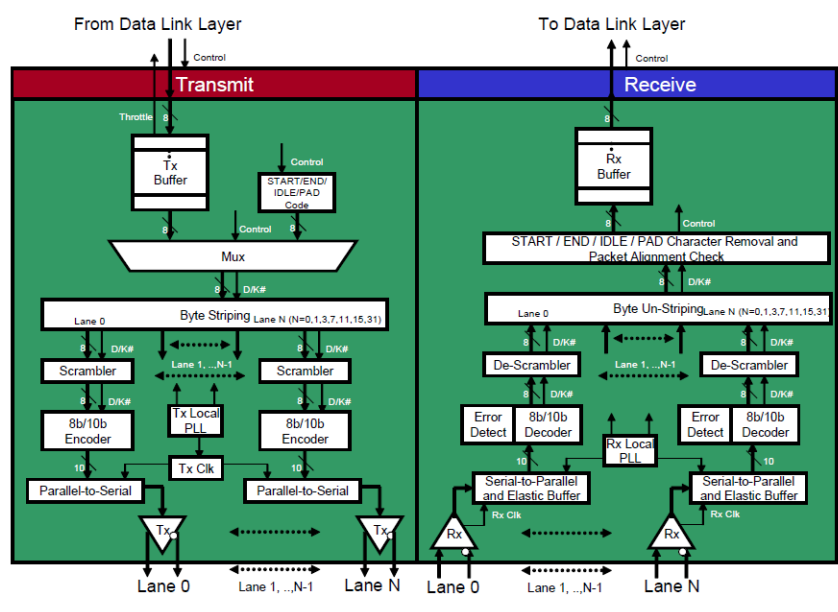 From Data Link Layer
To Data Link Layer
Control
Control
Transmit
Receive
Throttle
8
8
Tx
Buffer
Control
START/END/
IDLE/PAD
Code
Rx
Buffer
8
Control
8
8
Control
Mux
START / END / IDLE / PAD Character Removal and
Packet Alignment Check
8
D/K#
8
D/K#
Byte Striping
Lane 0
Lane N (N=0,1,3,7,11,15,31)
Byte Un-Striping
Lane N (N=0,1,3,7,11,15,31)
8
D/K#
8
D/K#
8
D/K#
8
D/K#
Lane 1, ..,N-1
Lane 1, ..,N-1
Scrambler
Scrambler
De-Scrambler
De-Scrambler
8
D/K#
8
D/K#
8
D/K#
8
D/K#
8b/10b
Encoder
Tx Local
PLL
8b/10b
Encoder
Error
Detect
8b/10b
Decoder
Rx Local
PLL
Error
Detect
8b/10b
Decoder
10
Tx Clk
10
10
10
Parallel-to-Serial
Parallel-to-Serial
Serial-to-Parallel
and Elastic Buffer
Serial-to-Parallel
and Elastic Buffer
Rx Clk
Rx Clk
Tx
Tx
Rx
Rx
Lane 0
Lane 1, ..,N-1
Lane N
Lane 0
Lane 1, ..,N-1
Lane N